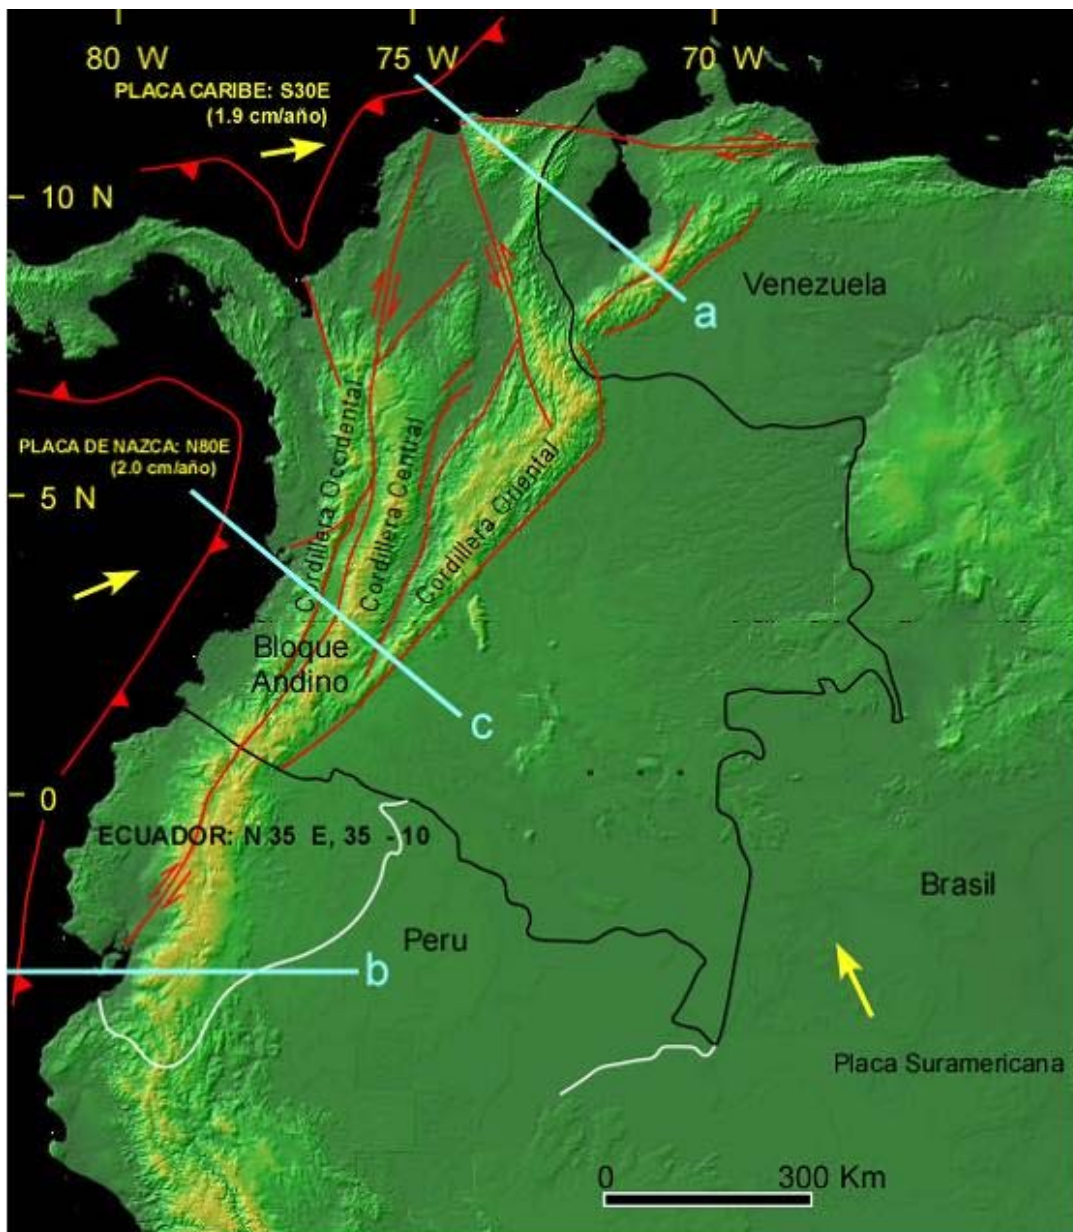 80 W
75 W
70 W
PLACA CARIBE: S30E
(1.9 cm/año)
10 N
Venezuela
a
PLACA DE NAZCA: N80E
(2.0 cm/año)
5 N
Cordillera Occidental
Cordillera Central
Cordillera Oriental
Bloque
Andino
c
0
ECUADOR: N 35 E, 35 - 10
Brasil
Peru
b
Placa Suramericana
0 300 Km